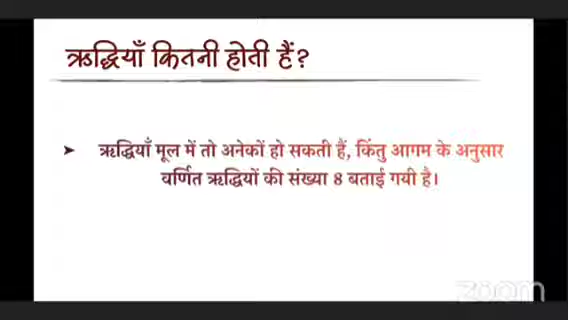 ऋद्धियाँ कितनी होती हैं?
➤ ऋद्धियाँ मूल में तो अनेकों हो सकती हैं, किंतु आगम के अनुसार
वर्णित ऋद्धियों की संख्या 8 बताई गयी है।
zoom